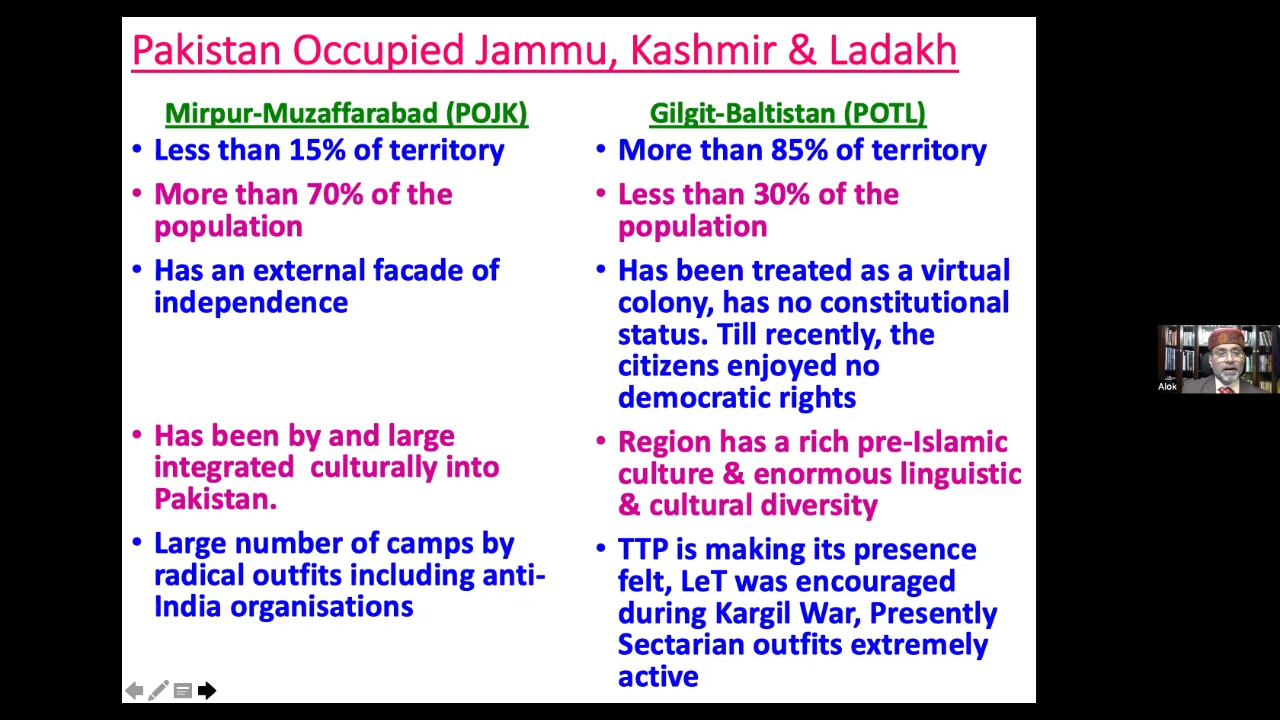 Pakistan Occupied Jammu, Kashmir & Ladakh
Mirpur-Muzaffarabad (POJK)
• Less than 15% of territory
• More than 70% of the
population
• Has an external facade of
independence
• Has been by and large
integrated culturally into
Pakistan.
• Large number of camps by
radical outfits including anti-
India organisations
Gilgit-Baltistan (POTL)
• More than 85% of territory
• Less than 30% of the
population
• Has been treated as a virtual
colony, has no constitutional
status. Till recently, the
citizens enjoyed no
democratic rights
• Region has a rich pre-Islamic
culture & enormous linguistic
& cultural diversity
• TTP is making its presence
felt, LeT was encouraged
during Kargil War, Presently
Sectarian outfits extremely
active
Alok